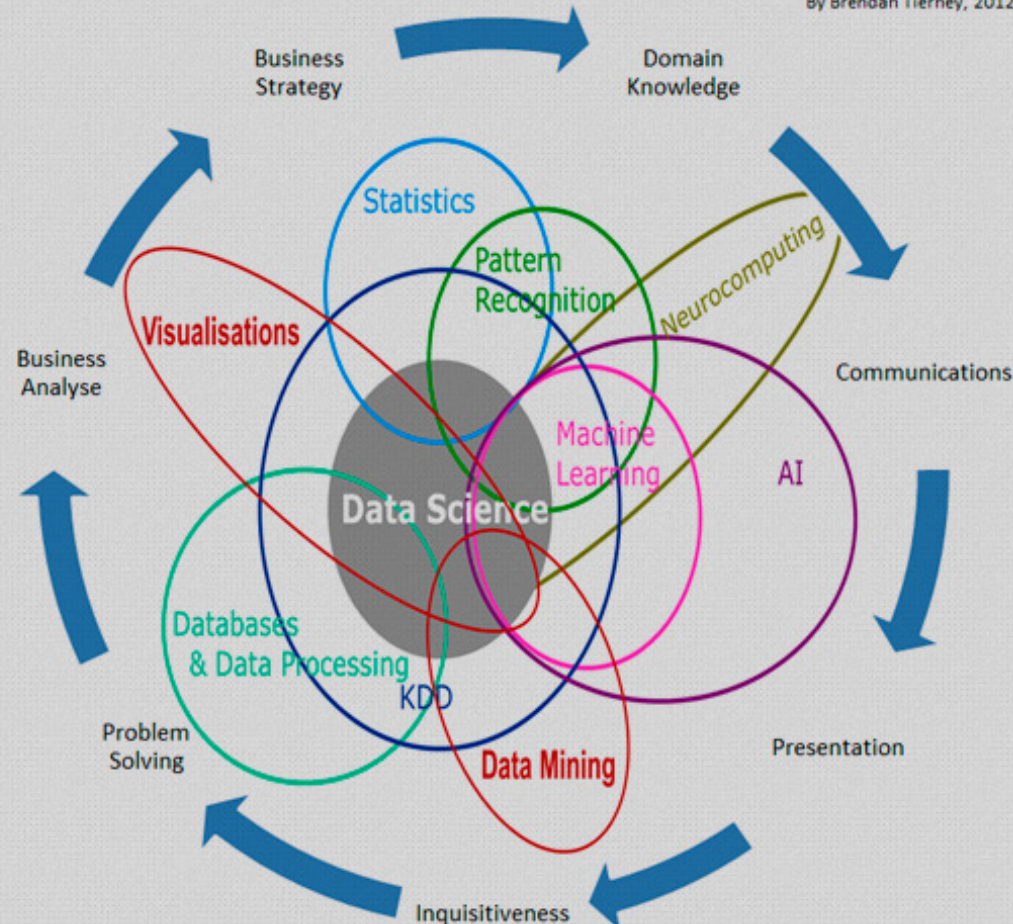 By Brendan Tierney, 2012
Business
Strategy
Domain
Knowledge
Statistics
Pattern
Recognition
Neurocomputing
Visualisations
Business
Analyse
Communications
Machine
Learning
AI
Data Science
Databases
& Data Processing
KDD
Problem
Solving
Data Mining
Presentation
Inquisitiveness